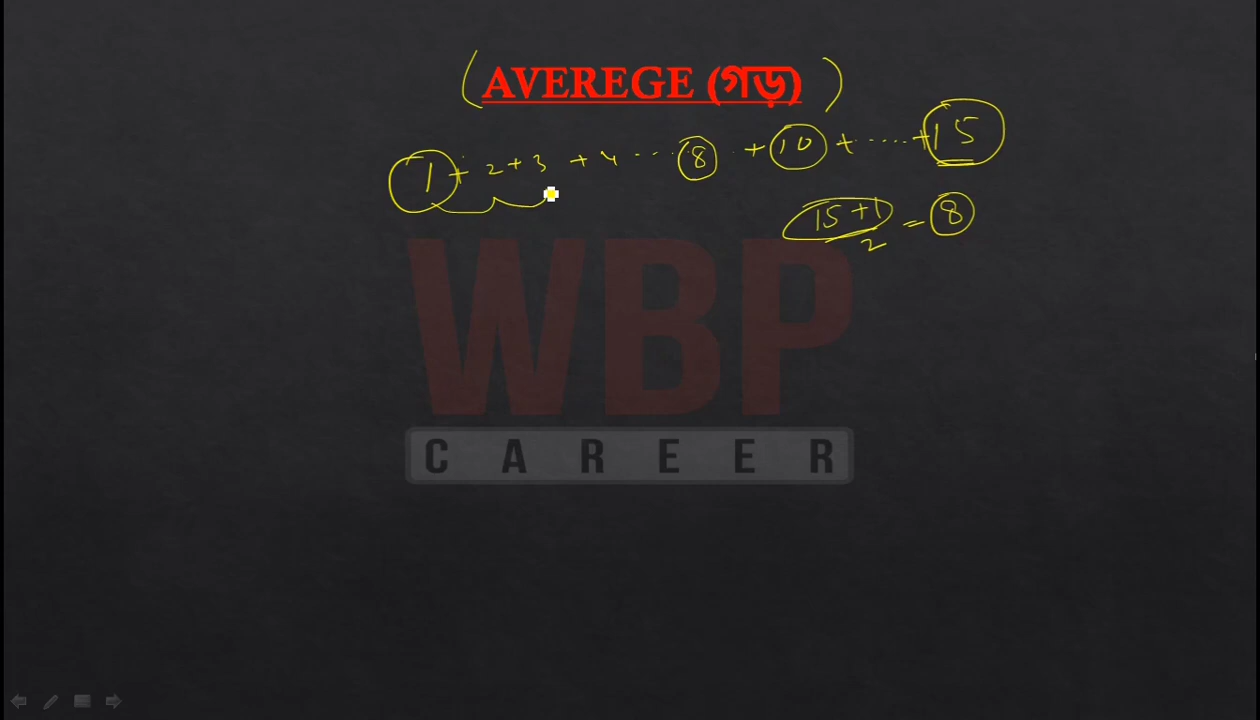 (AVEREGE (গড়))
1 + 2 + 3 + 4 ... 8 .. + 10 + ..... + 15
15 + 1 / 2 = 8
WBP
CAREER